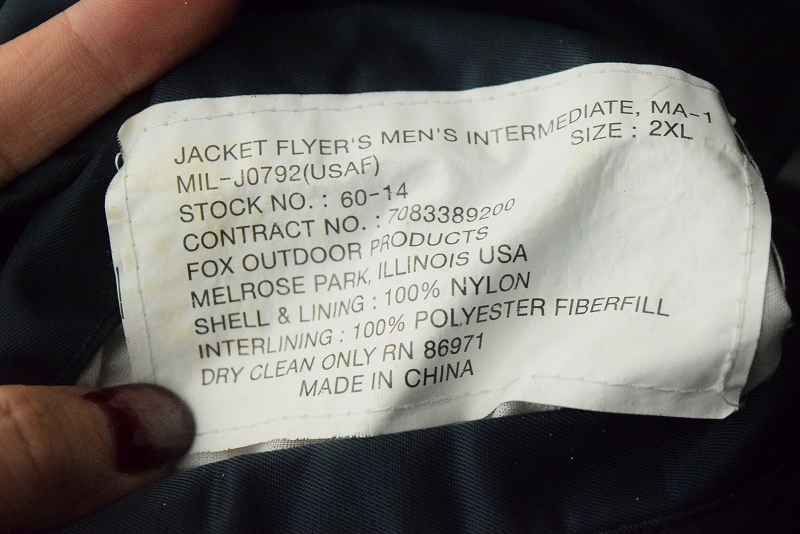 JACKET FLYER'S MEN'S INTERMEDIATE, MA-1
MIL-J0792(USAF) SIZE : 2XL
STOCK NO. : 60-14
CONTRACT NO. : 7083389200
FOX OUTDOOR PRODUCTS
MELROSE PARK, ILLINOIS USA
SHELL & LINING : 100% NYLON
INTERLINING : 100% POLYESTER FIBERFILL
DRY CLEAN ONLY RN 86971
MADE IN CHINA